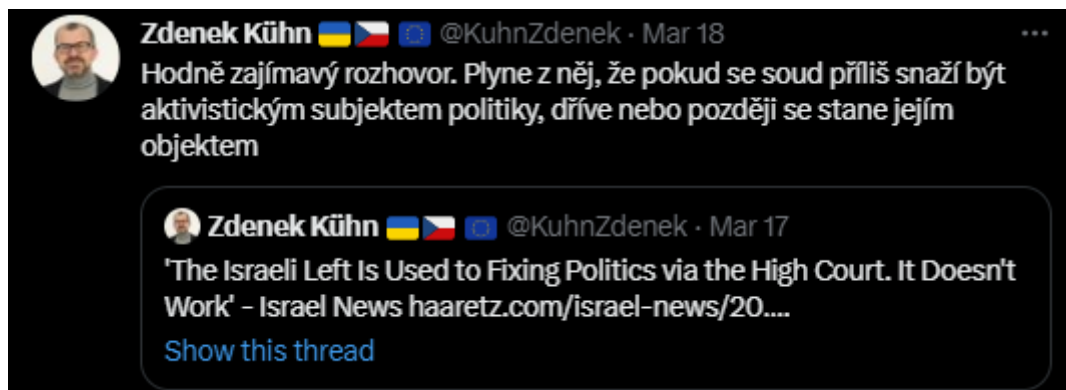 Zdenek Kühn 🇺🇦🇨🇿 🇪🇺 @KuhnZdenek · Mar 18
Hodně zajímavý rozhovor. Plyne z něj, že pokud se soud příliš snaží být
aktivistickým subjektem politiky, dříve nebo později se stane jejím
objektem
Zdenek Kühn 🇺🇦🇨🇿 🇪🇺 @KuhnZdenek · Mar 17
'The Israeli Left Is Used to Fixing Politics via the High Court. It Doesn't
Work' - Israel News haaretz.com/israel-news/20....
Show this thread